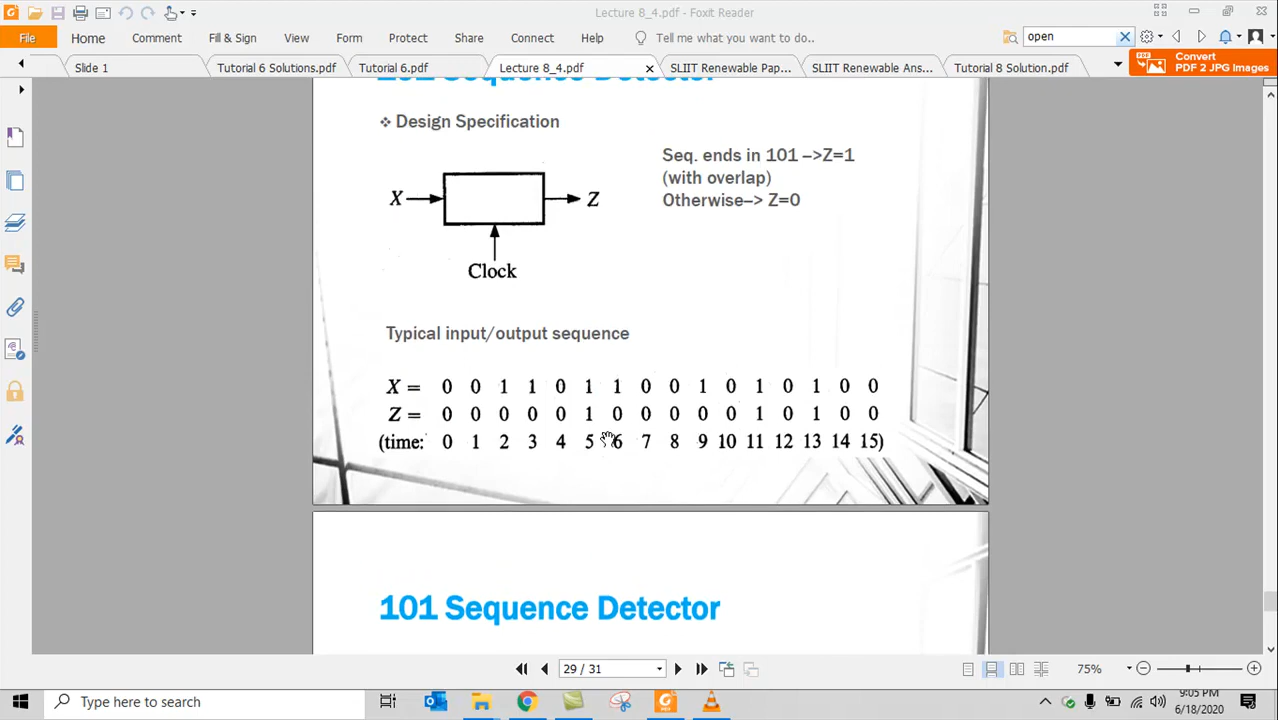 Lecture 8_4.pdf - Foxit Reader
File Home Comment Fill & Sign View Form Protect Share Connect Help Tell me what you want to do.. open
Slide 1 Tutorial 6 Solutions.pdf Tutorial 6.pdf Lecture 8_4.pdf SLIIT Renewable Pap... SLIIT Renewable Ans... Tutorial 8 Solution.pdf Convert
PDF 2 JPG Images
101 Sequence Detector
❖ Design Specification
Seq. ends in 101 –>Z=1
(with overlap)
Otherwise–> Z=0
X Z
Clock
Typical input/output sequence
X = 0 0 1 1 0 1 1 0 0 1 0 1 0 1 0 0
Z = 0 0 0 0 0 1 0 0 0 0 0 1 0 1 0 0
(time: 0 1 2 3 4 5 6 7 8 9 10 11 12 13 14 15)
101 Sequence Detector
29 / 31 75%
Type here to search
9:05 PM
6/18/2020